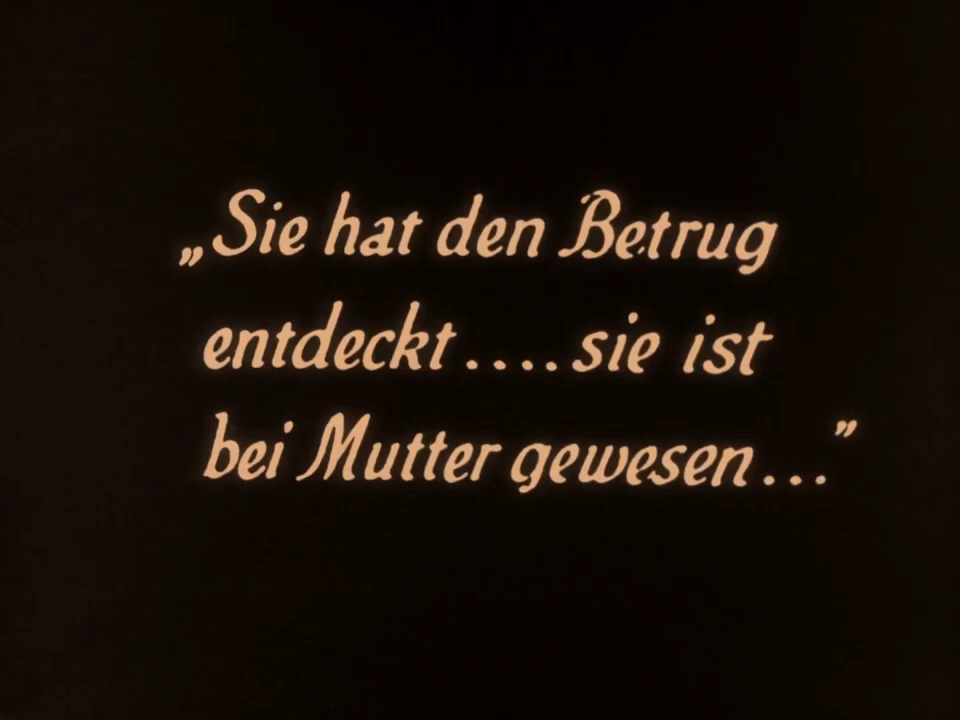 „Sie hat den Betrug
entdeckt....sie ist
bei Mutter gewesen...”